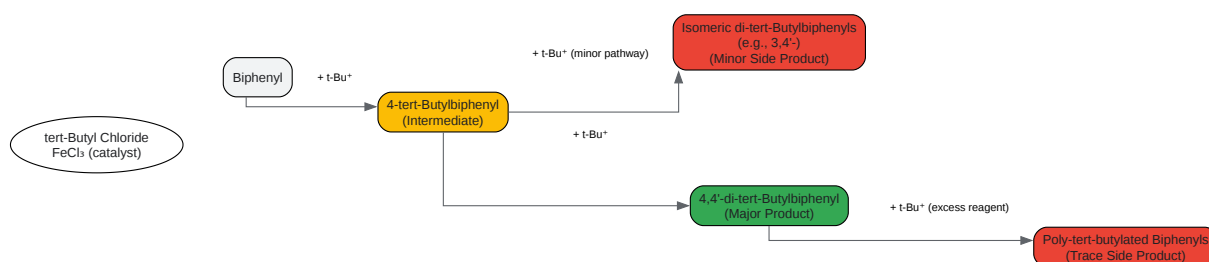 Isomeric di-tert-Butylbiphenyls
(e.g., 3,4'-)
(Minor Side Product)
+ t-Bu⁺ (minor pathway)
Biphenyl
+ t-Bu⁺
4-tert-Butylbiphenyl
(Intermediate)
+ t-Bu⁺
tert-Butyl Chloride
FeCl₃ (catalyst)
4,4'-di-tert-Butylbiphenyl
(Major Product)
+ t-Bu⁺ (excess reagent)
Poly-tert-butylated Biphenyls
(Trace Side Product)